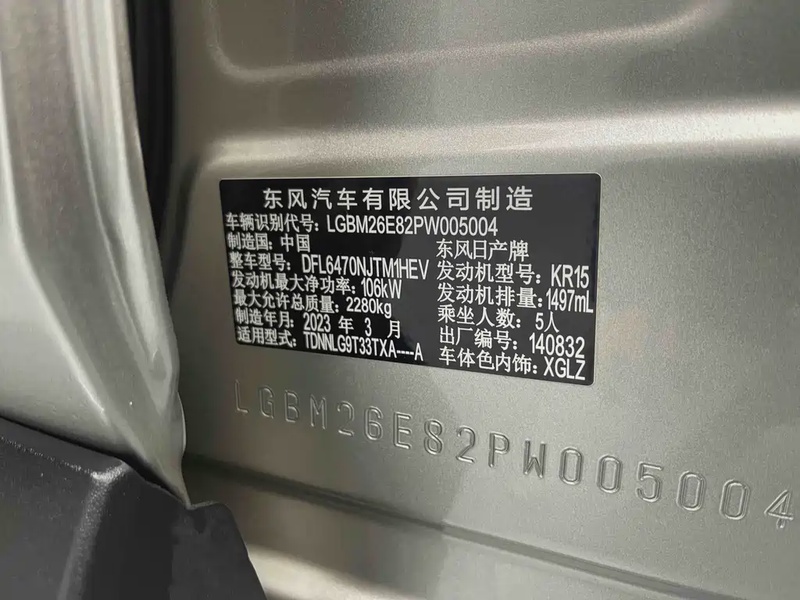 东风汽车有限公司制造
车辆识别代号: LGBM26E82PW005004
制造国: 中国 东风日产牌
整车型号: DFL6470NJTM1HEV 发动机型号: KR15
发动机最大净功率: 106kW 发动机排量: 1497mL
最大允许总质量: 2280kg 乘坐人数: 5人
制造年月: 2023 年 3 月 出厂编号: 140832
适用型式: TDNNLG9T33TXA----A 车体色内饰: XGLZ
LGBM26E82PW005004